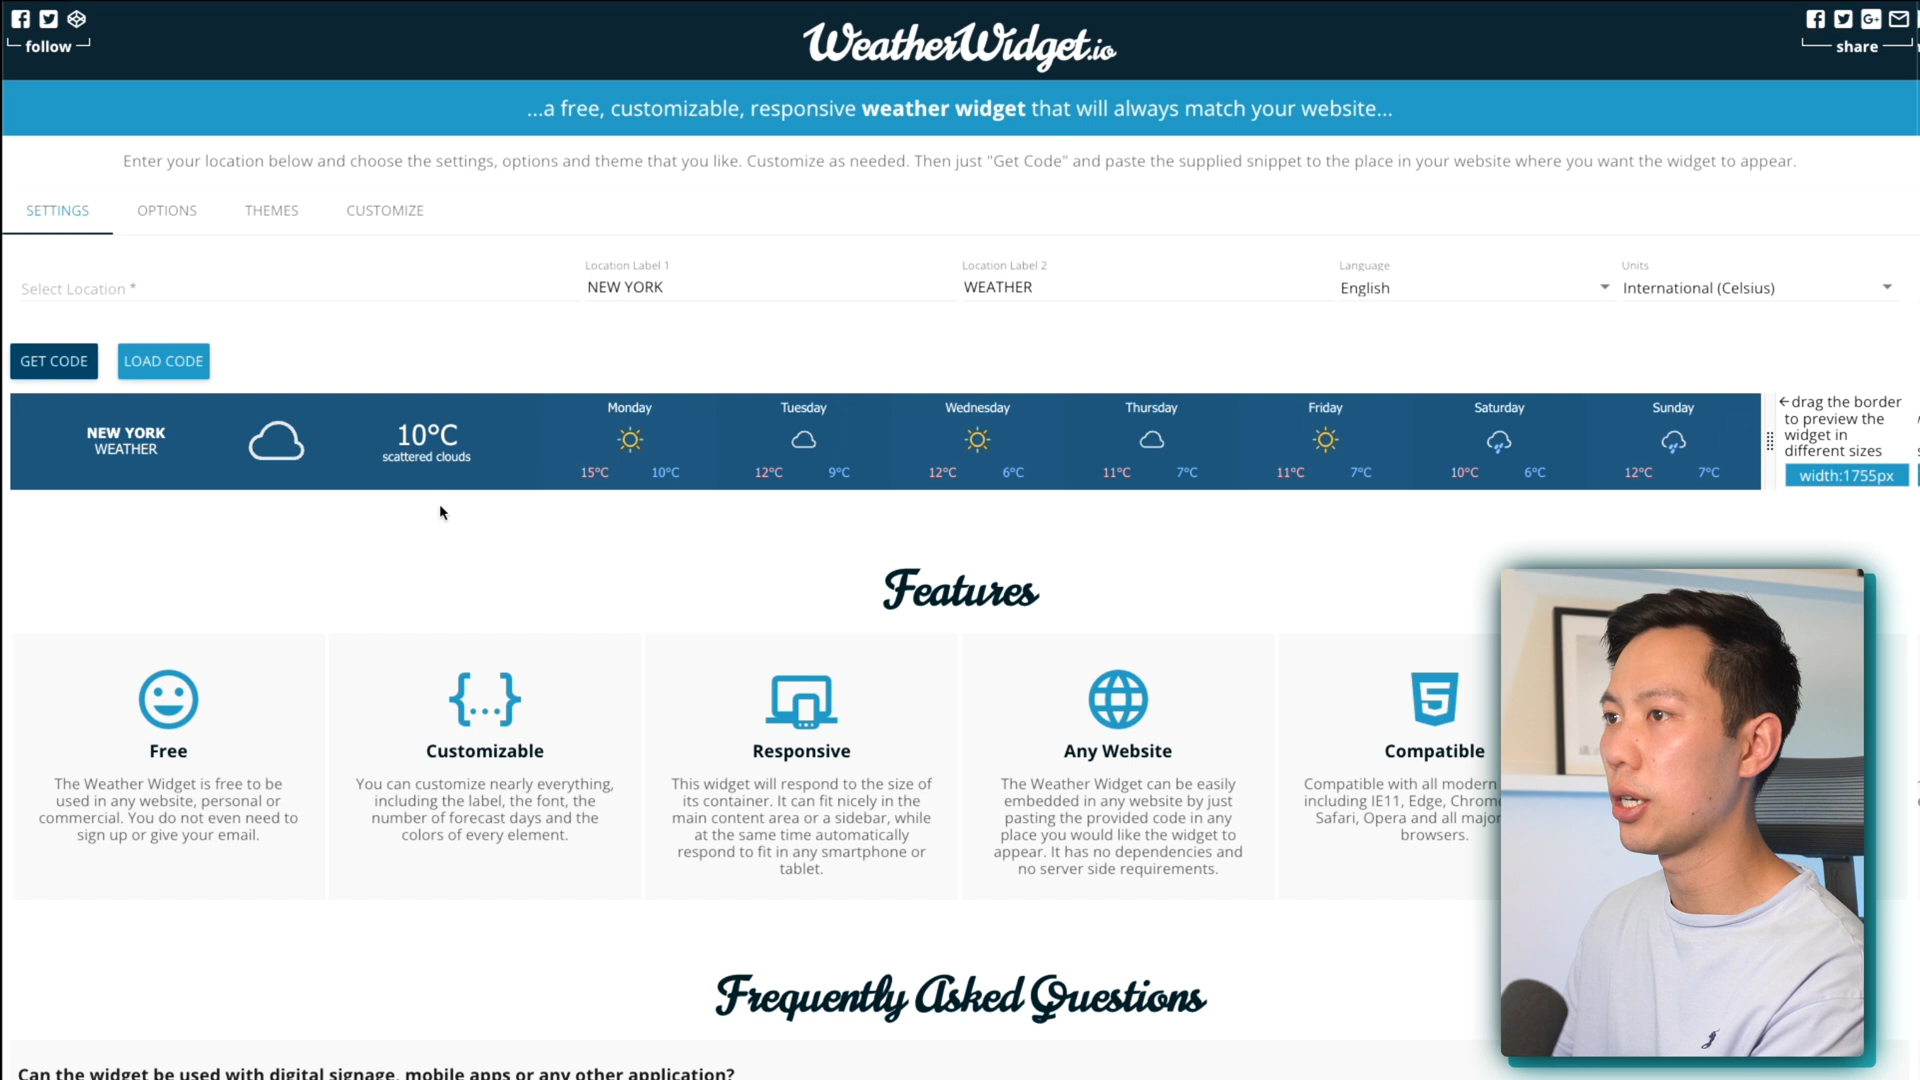 follow
WeatherWidget.io
share
...a free, customizable, responsive weather widget that will always match your website...
Enter your location below and choose the settings, options and theme that you like. Customize as needed. Then just "Get Code" and paste the supplied snippet to the place in your website where you want the widget to appear.
SETTINGS OPTIONS THEMES CUSTOMIZE
Location Label 1 Location Label 2 Language Units
Select Location * NEW YORK WEATHER English International (Celsius)
GET CODE LOAD CODE
NEW YORK
WEATHER
10°C
scattered clouds
Monday Tuesday Wednesday Thursday Friday Saturday Sunday
15°C 10°C 12°C 9°C 12°C 6°C 11°C 7°C 11°C 7°C 10°C 6°C 12°C 7°C
←drag the border
to preview the
widget in
different sizes
width:1755px
Features
Free
The Weather Widget is free to be
used in any website, personal or
commercial. You do not even need to
sign up or give your email.
Customizable
You can customize nearly everything,
including the label, the font, the
number of forecast days and the
colors of every element.
Responsive
This widget will respond to the size of
its container. It can fit nicely in the
main content area or a sidebar, while
at the same time automatically
respond to fit in any smartphone or
tablet.
Any Website
The Weather Widget can be easily
embedded in any website by just
pasting the provided code in any
place you would like the widget to
appear. It has no dependencies and
no server side requirements.
Compatible
Compatible with all modern
including IE11, Edge, Chrome
Safari, Opera and all major
browsers.
Frequently Asked Questions
Can the widget be used with digital signage, mobile apps or any other application?